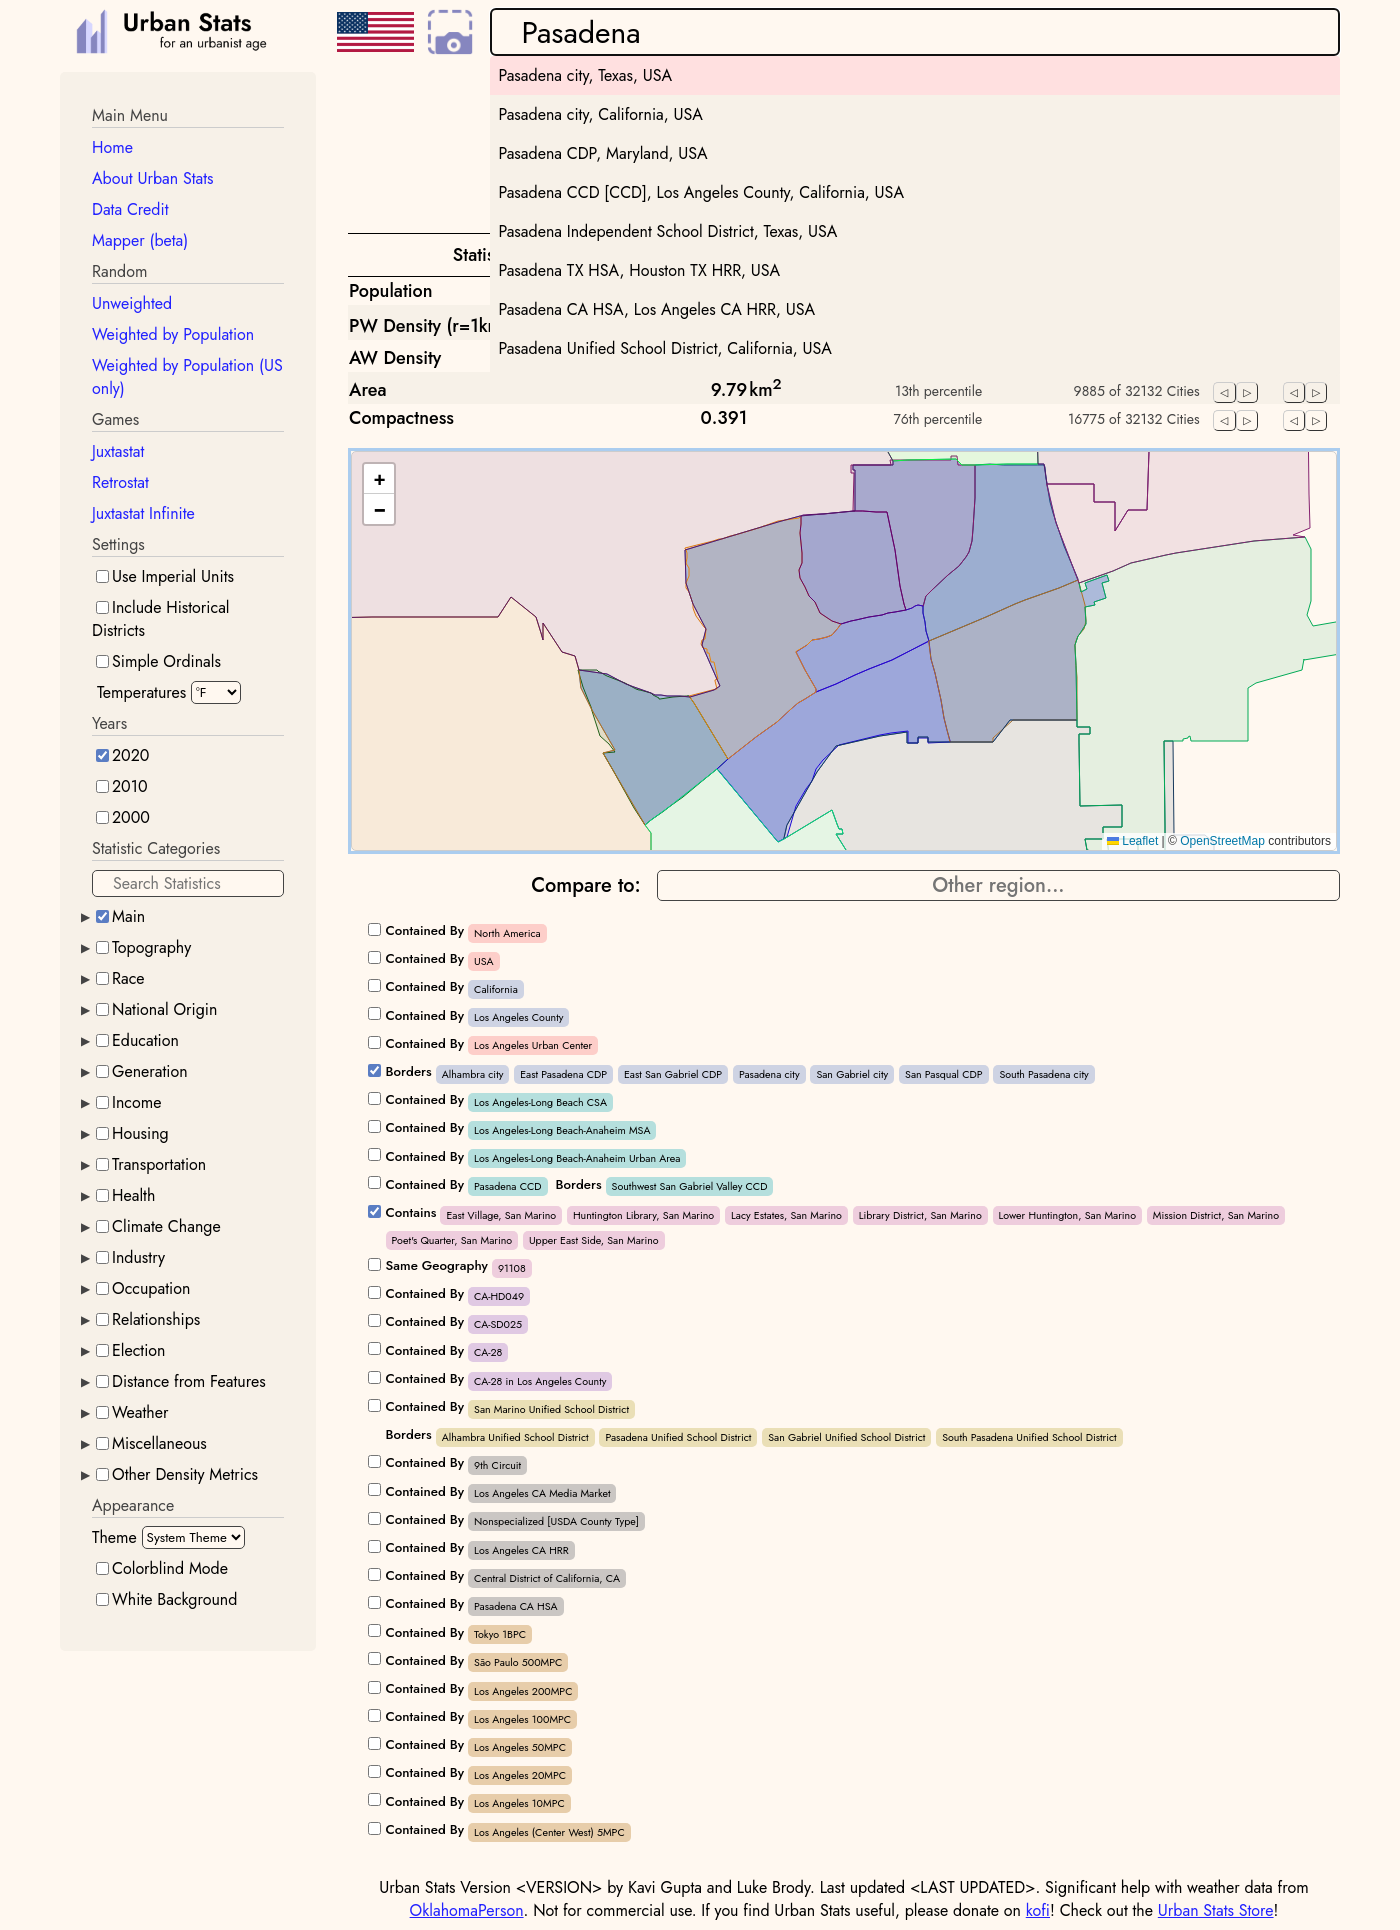 Urban Stats
for an urbanist age
Pasadena
Pasadena city, Texas, USA
Pasadena city, California, USA
Pasadena CDP, Maryland, USA
Pasadena CCD [CCD], Los Angeles County, California, USA
Pasadena Independent School District, Texas, USA
Pasadena TX HSA, Houston TX HRR, USA
Pasadena CA HSA, Los Angeles CA HRR, USA
Pasadena Unified School District, California, USA
Main Menu
Home
About Urban Stats
Data Credit
Mapper (beta)
Random
Unweighted
Weighted by Population
Weighted by Population (US
only)
Games
Juxtastat
Retrostat
Juxtastat Infinite
Settings
Use Imperial Units
Include Historical
Districts
Simple Ordinals
Temperatures °F
Years
2020
2010
2000
Statistic Categories
Search Statistics
Main
Topography
Race
National Origin
Education
Generation
Income
Housing
Transportation
Health
Climate Change
Industry
Occupation
Relationships
Election
Distance from Features
Weather
Miscellaneous
Other Density Metrics
Appearance
Theme System Theme
Colorblind Mode
White Background
Statis
Population
PW Density (r=1k
AW Density
Area 9.79 km² 13th percentile 9885 of 32132 Cities
Compactness 0.391 76th percentile 16775 of 32132 Cities
+
−
Leaflet | © OpenStreetMap contributors
Compare to: Other region...
Contained By North America
Contained By USA
Contained By California
Contained By Los Angeles County
Contained By Los Angeles Urban Center
Borders Alhambra city East Pasadena CDP East San Gabriel CDP Pasadena city San Gabriel city San Pasqual CDP South Pasadena city
Contained By Los Angeles-Long Beach CSA
Contained By Los Angeles-Long Beach-Anaheim MSA
Contained By Los Angeles-Long Beach-Anaheim Urban Area
Contained By Pasadena CCD Borders Southwest San Gabriel Valley CCD
Contains East Village, San Marino Huntington Library, San Marino Lacy Estates, San Marino Library District, San Marino Lower Huntington, San Marino Mission District, San Marino
Poet's Quarter, San Marino Upper East Side, San Marino
Same Geography 91108
Contained By CA-HD049
Contained By CA-SD025
Contained By CA-28
Contained By CA-28 in Los Angeles County
Contained By San Marino Unified School District
Borders Alhambra Unified School District Pasadena Unified School District San Gabriel Unified School District South Pasadena Unified School District
Contained By 9th Circuit
Contained By Los Angeles CA Media Market
Contained By Nonspecialized [USDA County Type]
Contained By Los Angeles CA HRR
Contained By Central District of California, CA
Contained By Pasadena CA HSA
Contained By Tokyo 1BPC
Contained By São Paulo 500MPC
Contained By Los Angeles 200MPC
Contained By Los Angeles 100MPC
Contained By Los Angeles 50MPC
Contained By Los Angeles 20MPC
Contained By Los Angeles 10MPC
Contained By Los Angeles (Center West) 5MPC
Urban Stats Version <VERSION> by Kavi Gupta and Luke Brody. Last updated <LAST UPDATED>. Significant help with weather data from
OklahomaPerson. Not for commercial use. If you find Urban Stats useful, please donate on kofi! Check out the Urban Stats Store!